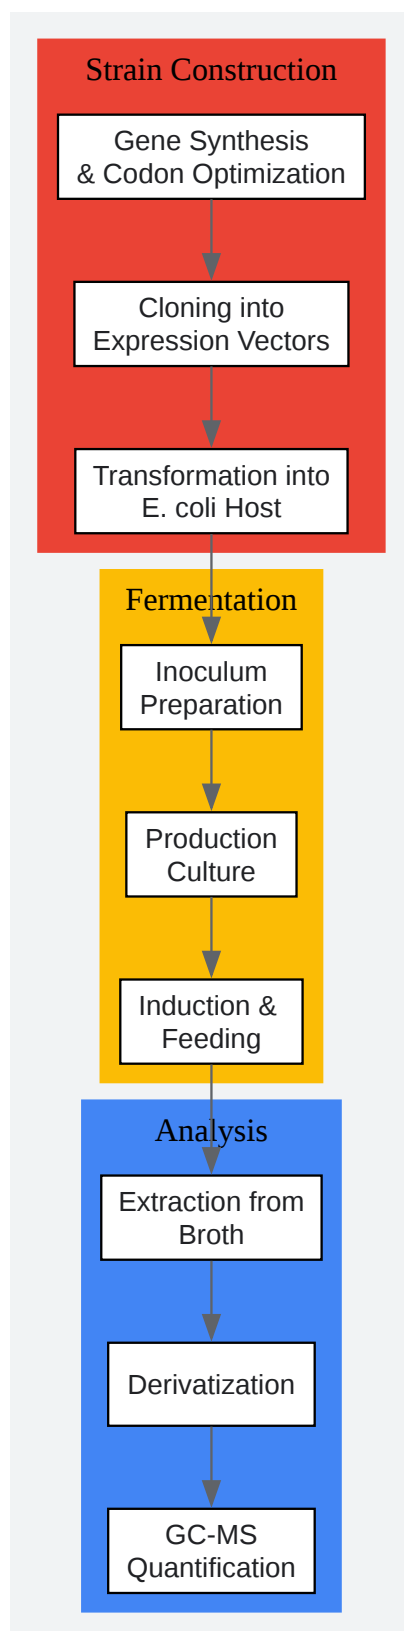 Strain Construction
Gene Synthesis
& Codon Optimization
Cloning into
Expression Vectors
Transformation into
E. coli Host
Fermentation
Inoculum
Preparation
Production
Culture
Induction &
Feeding
Analysis
Extraction from
Broth
Derivatization
GC-MS
Quantification